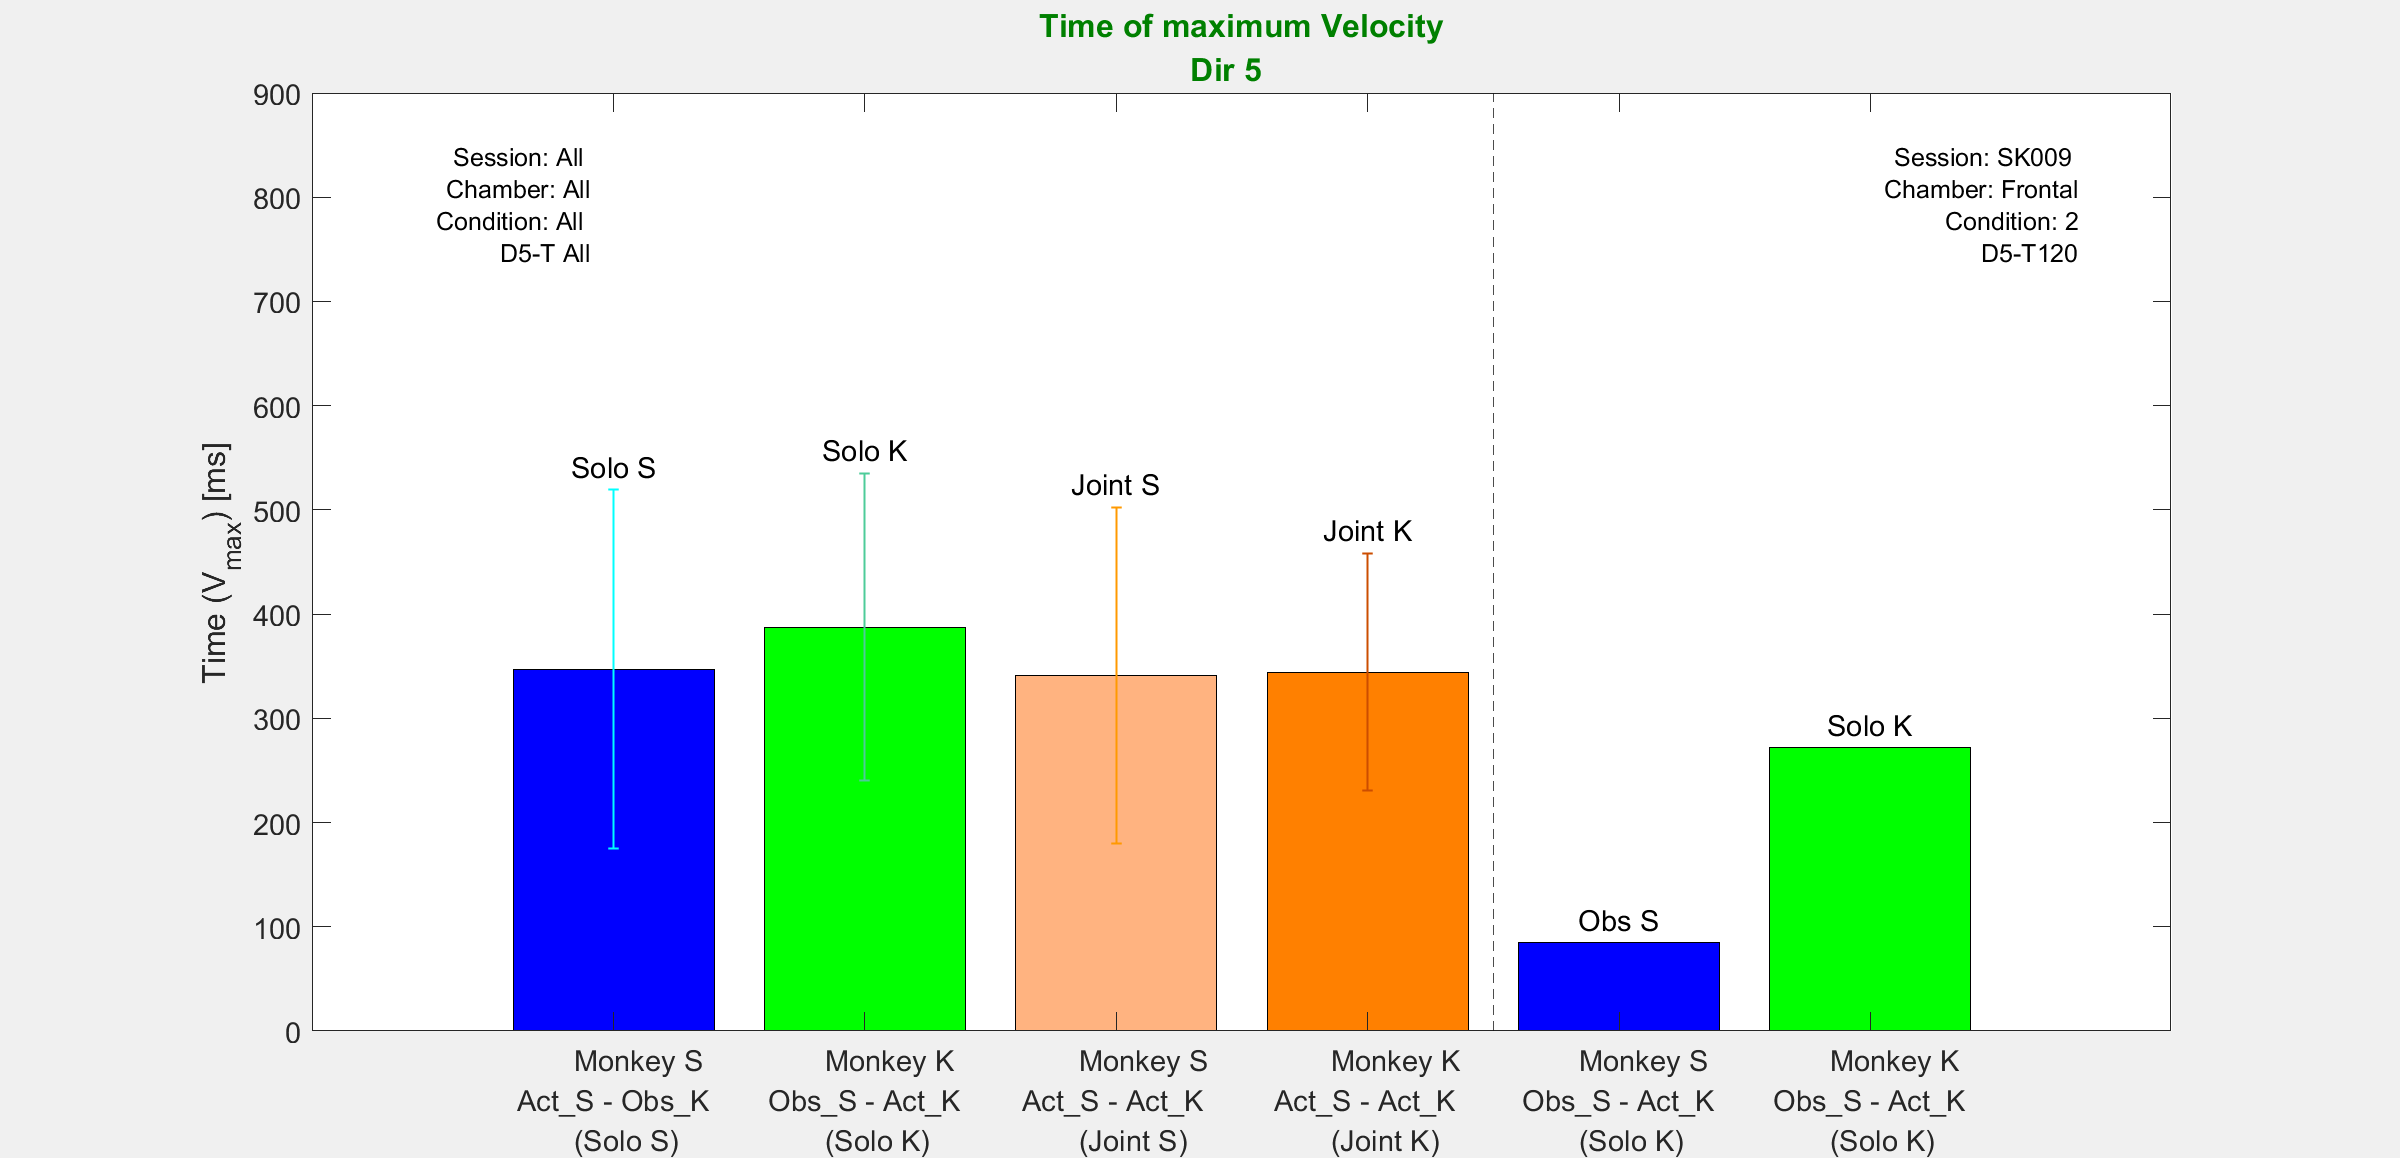 Time of maximum Velocity
Dir 5
900
800
700
600
500
400
300
200
100
0
Time (V_max) [ms]
Session: All
Chamber: All
Condition: All
D5-T All
Session: SK009
Chamber: Frontal
Condition: 2
D5-T120
Solo S
Solo K
Joint S
Joint K
Obs S
Solo K
Monkey S
Act_S - Obs_K
(Solo S)
Monkey K
Obs_S - Act_K
(Solo K)
Monkey S
Act_S - Act_K
(Joint S)
Monkey K
Act_S - Act_K
(Joint K)
Monkey S
Obs_S - Act_K
(Solo K)
Monkey K
Obs_S - Act_K
(Solo K)